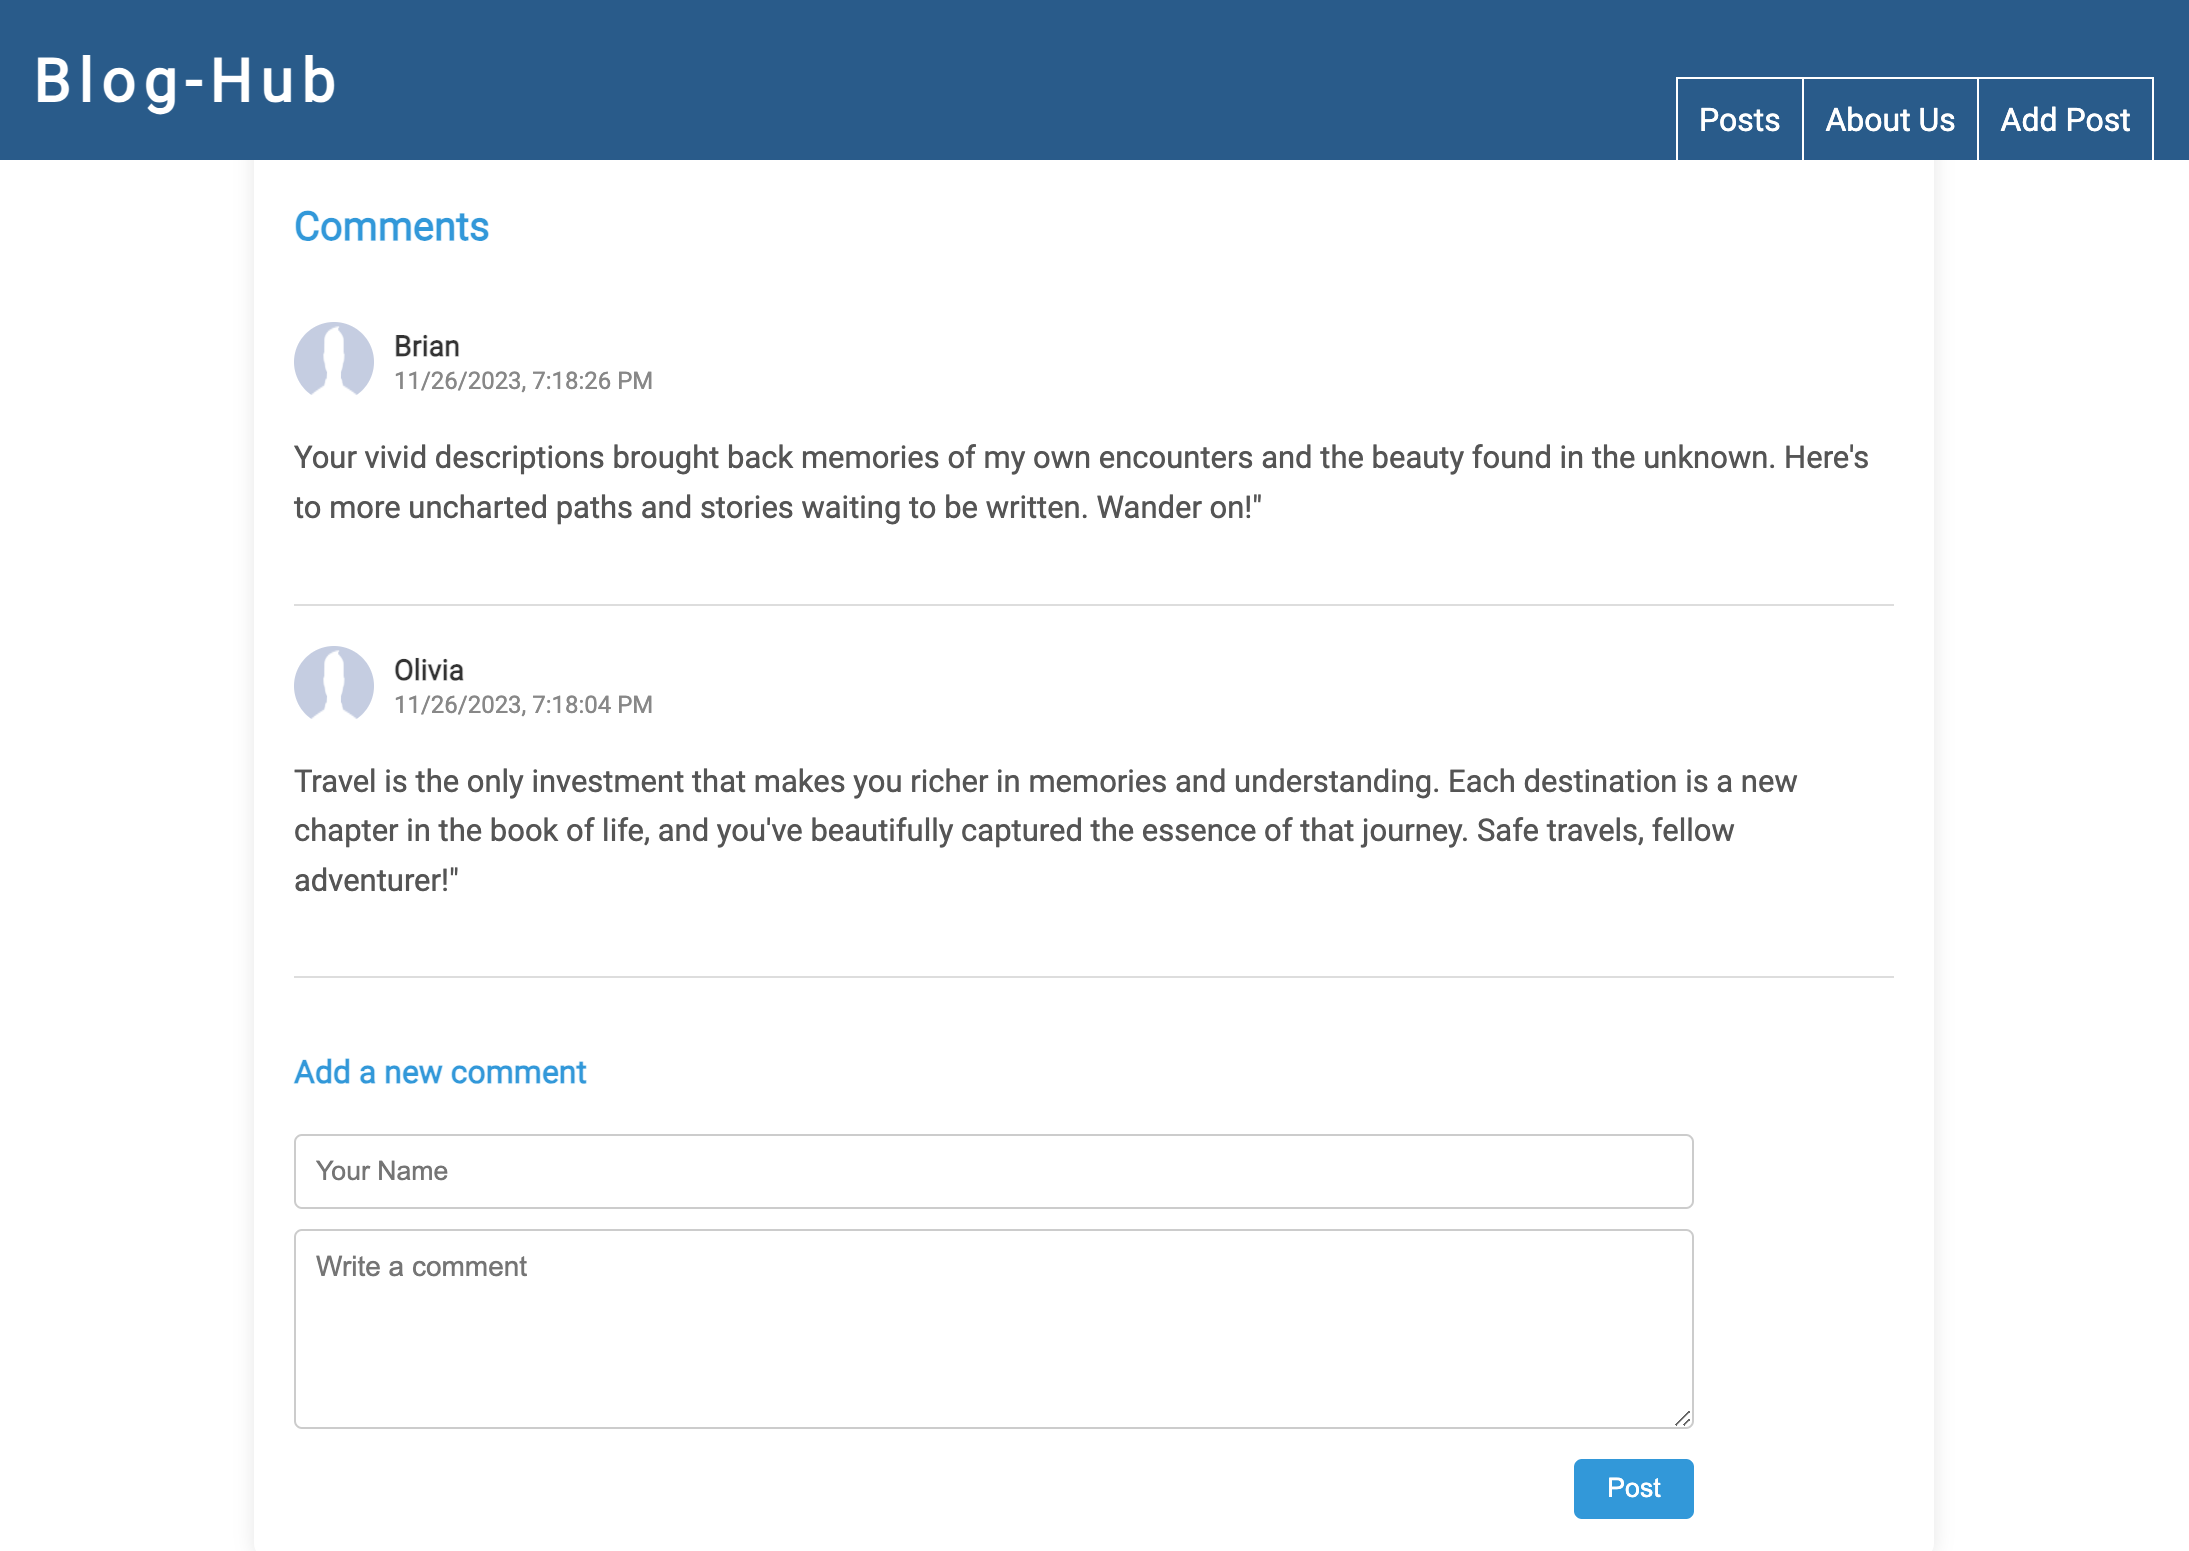 Blog-Hub
Posts
About Us
Add Post
Comments
Brian
11/26/2023, 7:18:26 PM
Your vivid descriptions brought back memories of my own encounters and the beauty found in the unknown. Here's
to more uncharted paths and stories waiting to be written. Wander on!"
Olivia
11/26/2023, 7:18:04 PM
Travel is the only investment that makes you richer in memories and understanding. Each destination is a new
chapter in the book of life, and you've beautifully captured the essence of that journey. Safe travels, fellow
adventurer!"
Add a new comment
Your Name
Write a comment
Post